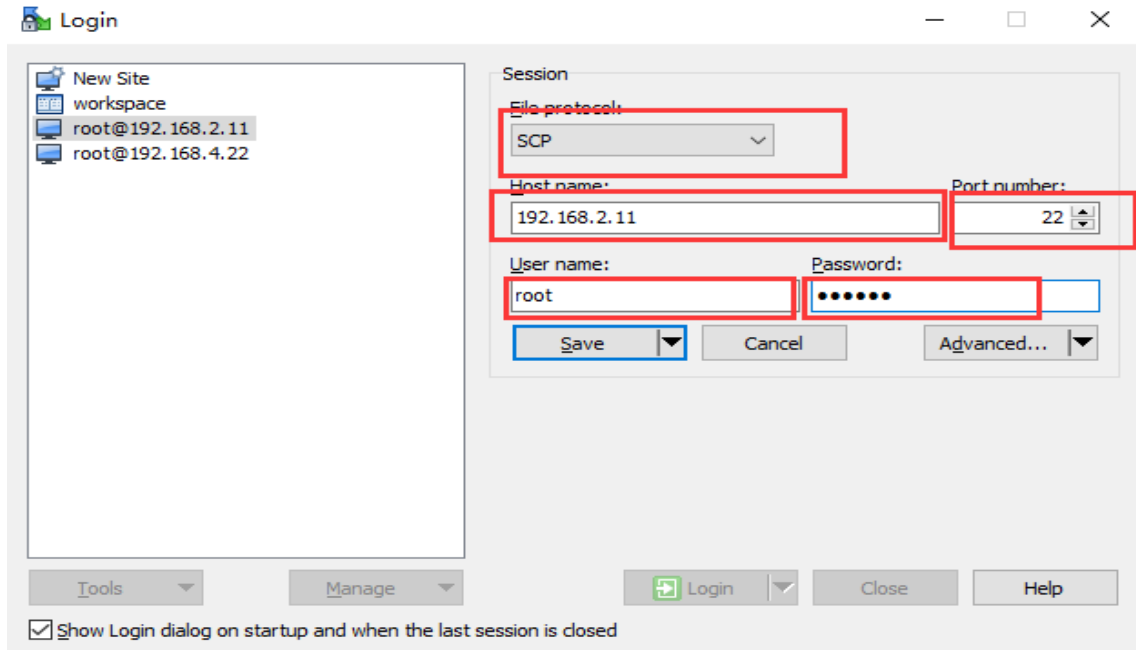 Login
New Site
workspace
root@192.168.2.11
root@192.168.4.22
Session
File protocol:
SCP
Host name:
Port number:
192.168.2.11
22
User name:
Password:
root
●●●●●●
Save
Cancel
Advanced...
Tools
Manage
Login
Close
Help
Show Login dialog on startup and when the last session is closed